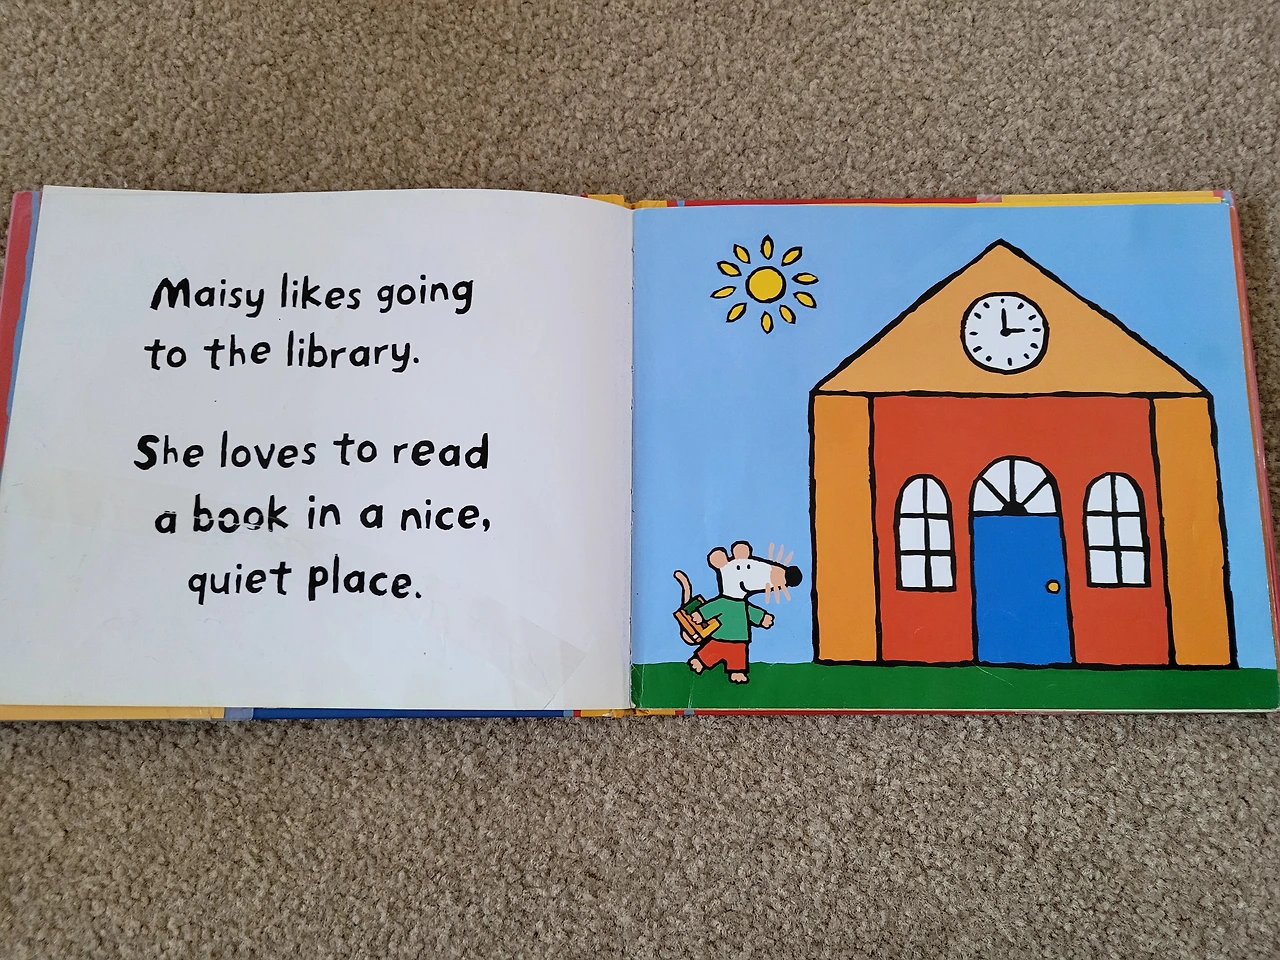 Maisy likes going
to the library.
She loves to read
a book in a nice,
quiet place.